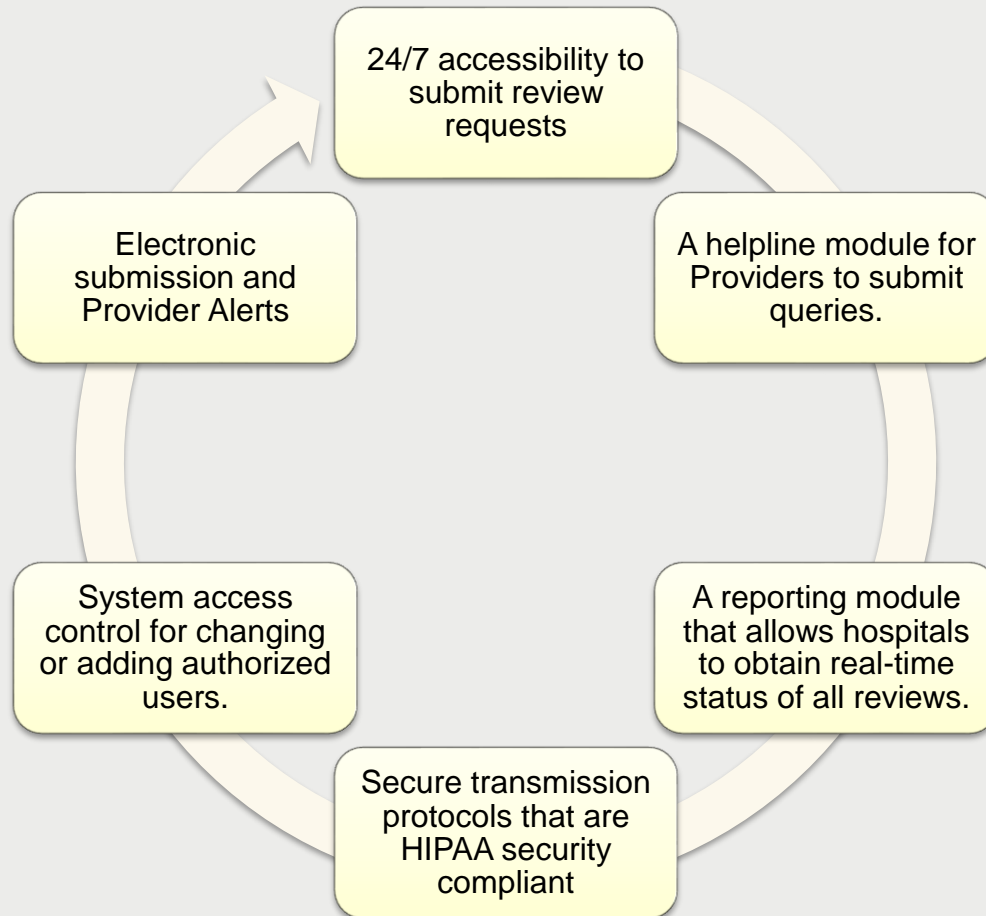 24/7 accessibility to
submit review
requests
A helpline module for
Providers to submit
queries.
A reporting module
that allows hospitals
to obtain real-time
status of all reviews.
Secure transmission
protocols that are
HIPAA security
compliant
System access
control for changing
or adding authorized
users.
Electronic
submission and
Provider Alerts